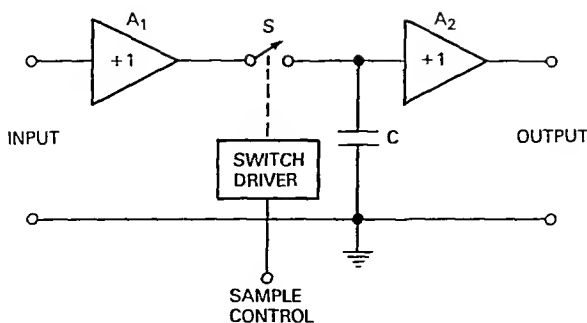 A1
S
A2
+1
+1
INPUT
C
OUTPUT
SWITCH
DRIVER
SAMPLE
CONTROL